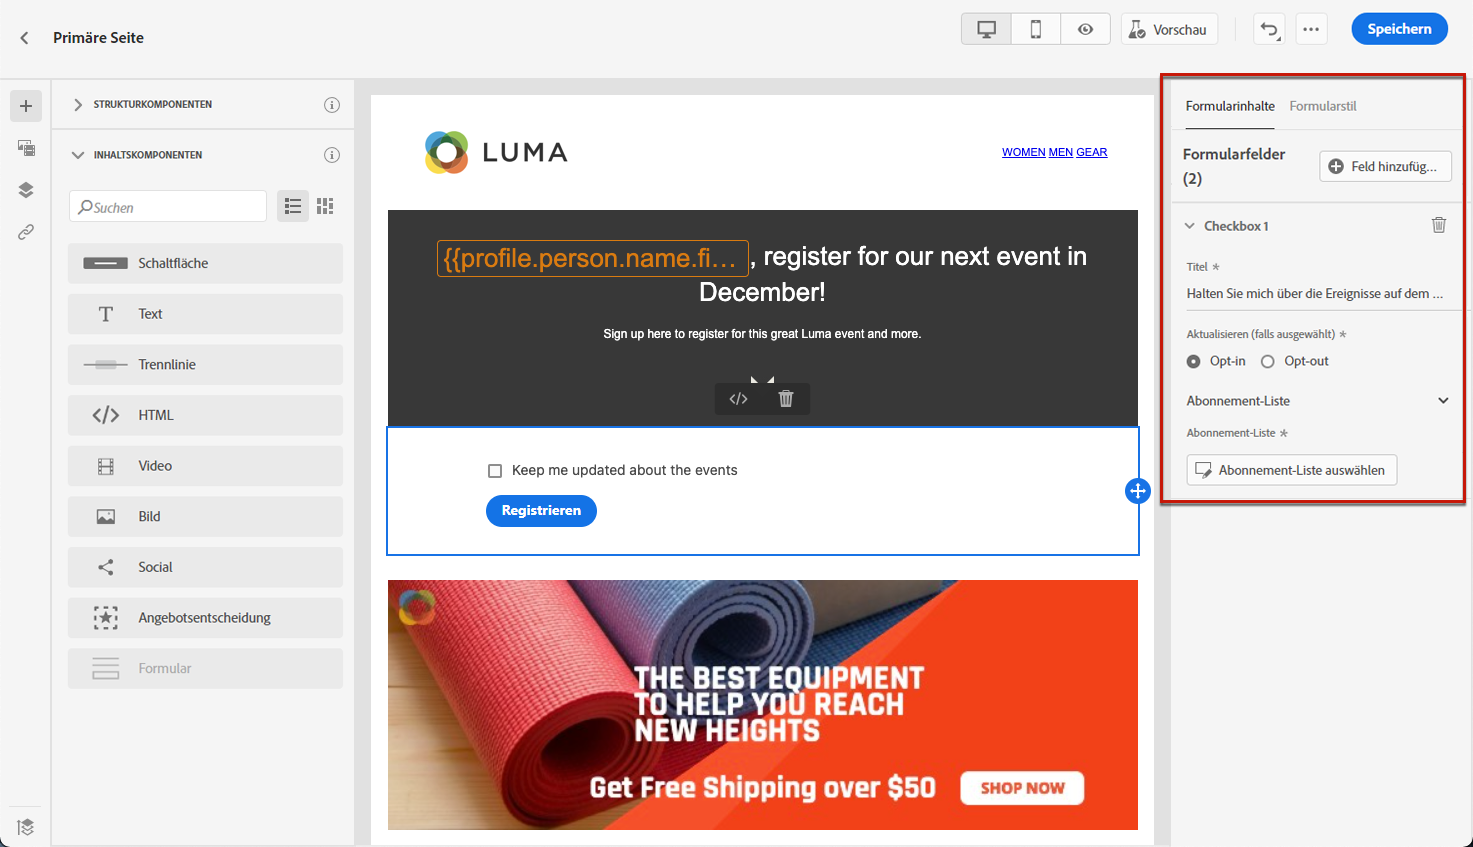 Primäre Seite
Vorschau
Speichern
STRUKTURKOMPONENTEN
INHALTSKOMPONENTEN
Suchen
Schaltfläche
Text
Trennlinie
HTML
Video
Bild
Social
Angebotsentscheidung
Formular
LUMA
WOMEN MEN GEAR
{{profile.person.name.fi... , register for our next event in
December!
Sign up here to register for this great Luma event and more.
Keep me updated about the events
Registrieren
THE BEST EQUIPMENT
TO HELP YOU REACH
NEW HEIGHTS
Get Free Shipping over $50
SHOP NOW
Formularinhalte Formularstil
Formularfelder
(2)
Feld hinzufüg...
Checkbox 1
Titel *
Halten Sie mich über die Ereignisse auf dem ...
Aktualisieren (falls ausgewählt) *
Opt-in Opt-out
Abonnement-Liste
Abonnement-Liste *
Abonnement-Liste auswählen